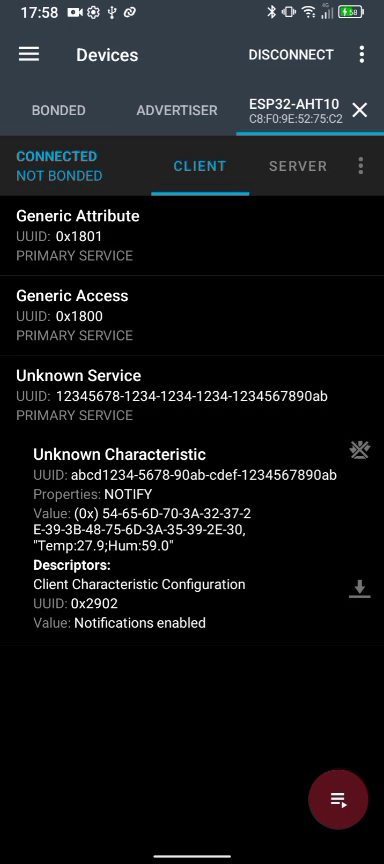 17:58
58
Devices
DISCONNECT
BONDED
ADVERTISER
ESP32-AHT10
C8:F0:9E:52:75:C2
CONNECTED
NOT BONDED
CLIENT
SERVER
Generic Attribute
UUID: 0x1801
PRIMARY SERVICE
Generic Access
UUID: 0x1800
PRIMARY SERVICE
Unknown Service
UUID: 12345678-1234-1234-1234-1234567890ab
PRIMARY SERVICE
Unknown Characteristic
UUID: abcd1234-5678-90ab-cdef-1234567890ab
Properties: NOTIFY
Value: (0x) 54-65-6D-70-3A-32-37-2
E-39-3B-48-75-6D-3A-35-39-2E-30,
"Temp:27.9;Hum:59.0"
Descriptors:
Client Characteristic Configuration
UUID: 0x2902
Value: Notifications enabled